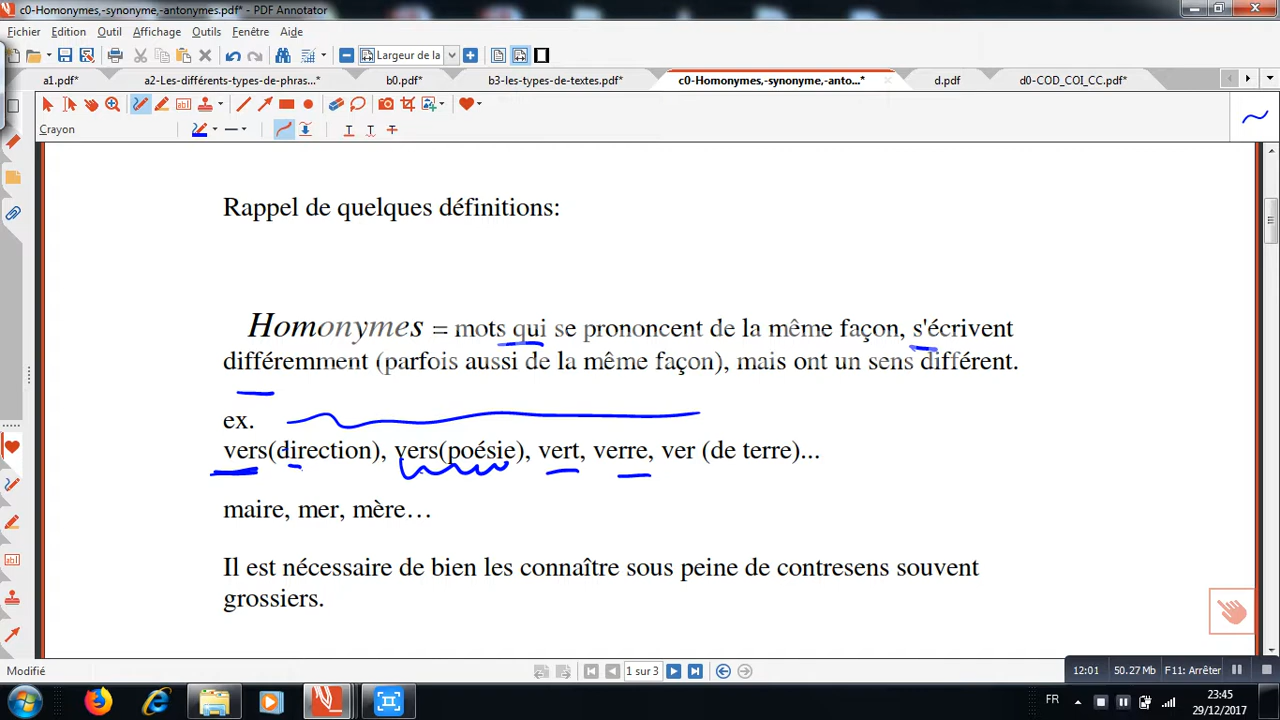 c0-Homonymes,-synonyme,-antonymes.pdf* - PDF Annotator
Fichier Edition Outil Affichage Outils Fenêtre Aide
Largeur de la
a1.pdf* a2-Les-différents-types-de-phras...* b0.pdf* b3-les-types-de-textes.pdf* c0-Homonymes,-synonyme,-anto...* d.pdf d0-COD_COI_CC.pdf*
Crayon
Rappel de quelques définitions:
Homonymes = mots qui se prononcent de la même façon, s'écrivent
différemment (parfois aussi de la même façon), mais ont un sens différent.
ex.
vers(direction), vers(poésie), vert, verre, ver (de terre)...
maire, mer, mère…
Il est nécessaire de bien les connaître sous peine de contresens souvent
grossiers.
Modifié 1 sur 3 12:01 50.27 Mb F11: Arrêter
FR 23:45
29/12/2017